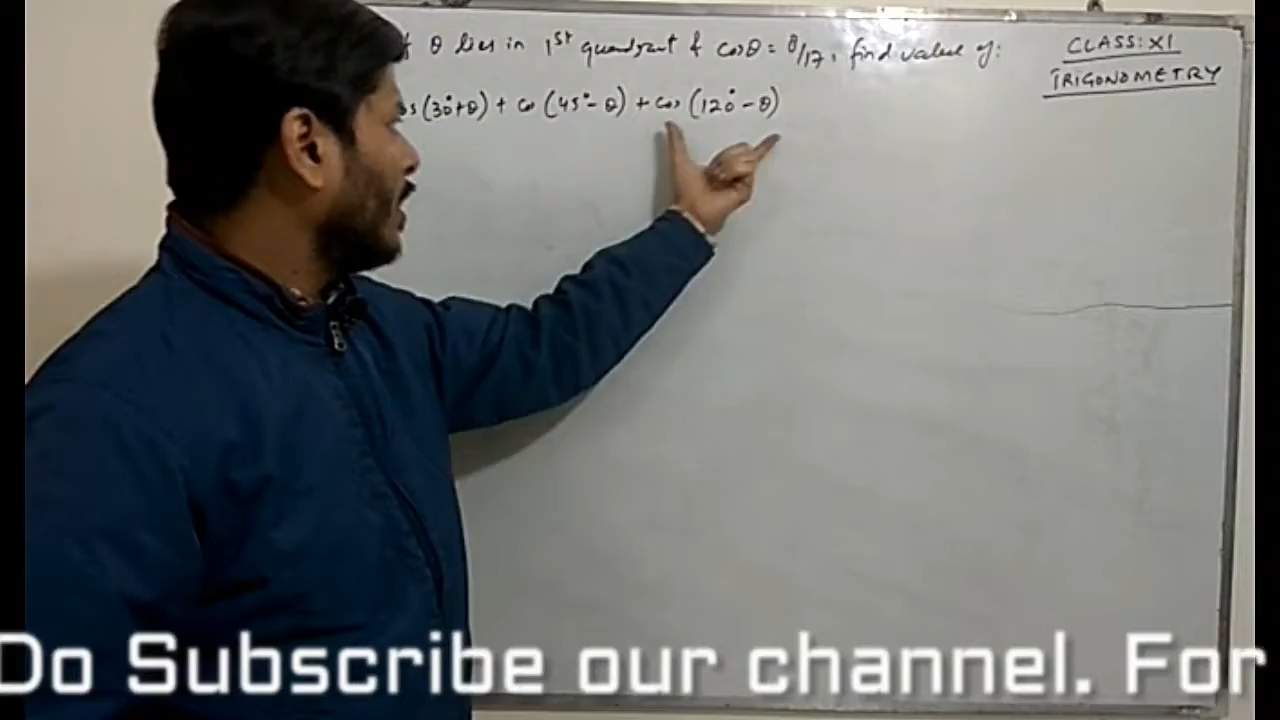 θ lies in 1st quadrant & cosθ = 8/17, find value of:
cos(30°+θ) + cos(45°-θ) + cos(120°-θ)
CLASS: XI
TRIGONOMETRY
Do Subscribe our channel. For